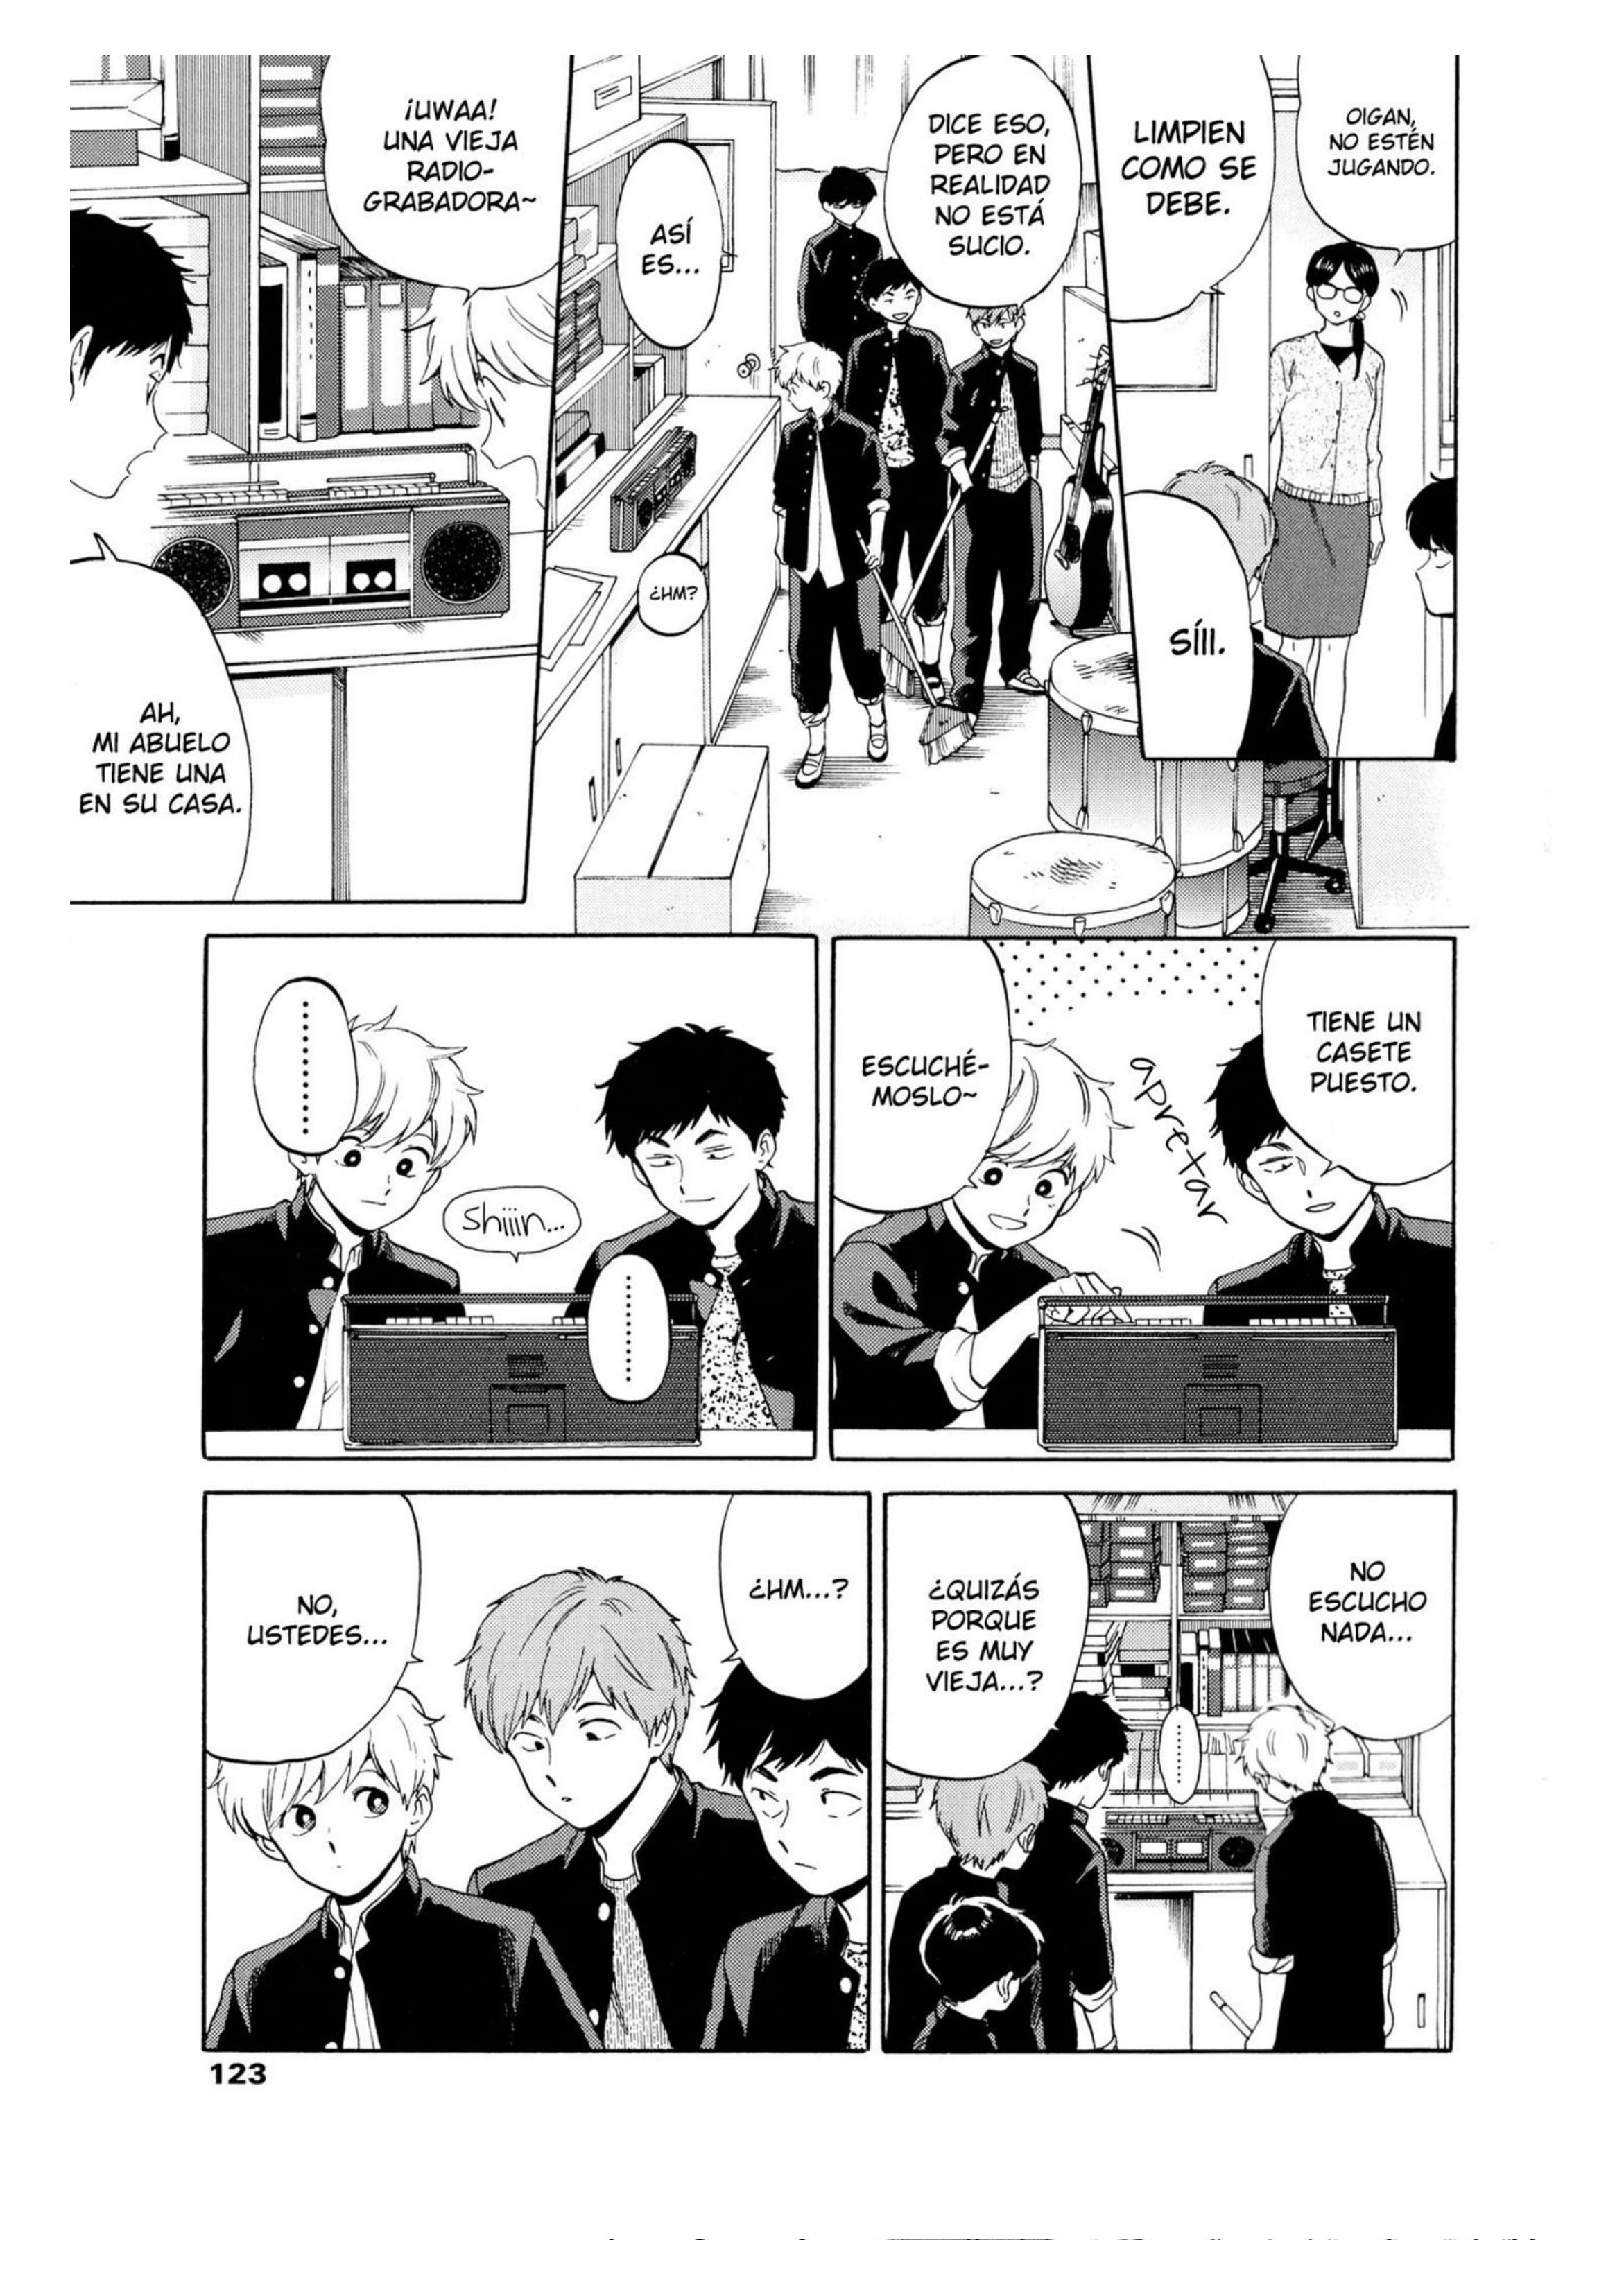 OIGAN,
NO ESTÉN
JUGANDO.
LIMPIEN
COMO SE
DEBE.
SÍII.
DICE ESO,
PERO EN
REALIDAD
NO ESTÁ
SUCIO.
ASÍ
ES...
¿HM?
¡UWAA!
UNA VIEJA
RADIO-
GRABADORA~
AH,
MI ABUELO
TIENE UNA
EN SU CASA.
TIENE UN
CASETE
PUESTO.
ESCUCHÉ-
MOSLO~
apretar
..........
Shiiin...
..........
NO
ESCUCHO
NADA...
¿QUIZÁS
PORQUE
ES MUY
VIEJA...?
..........
¿HM...?
NO,
USTEDES...
123